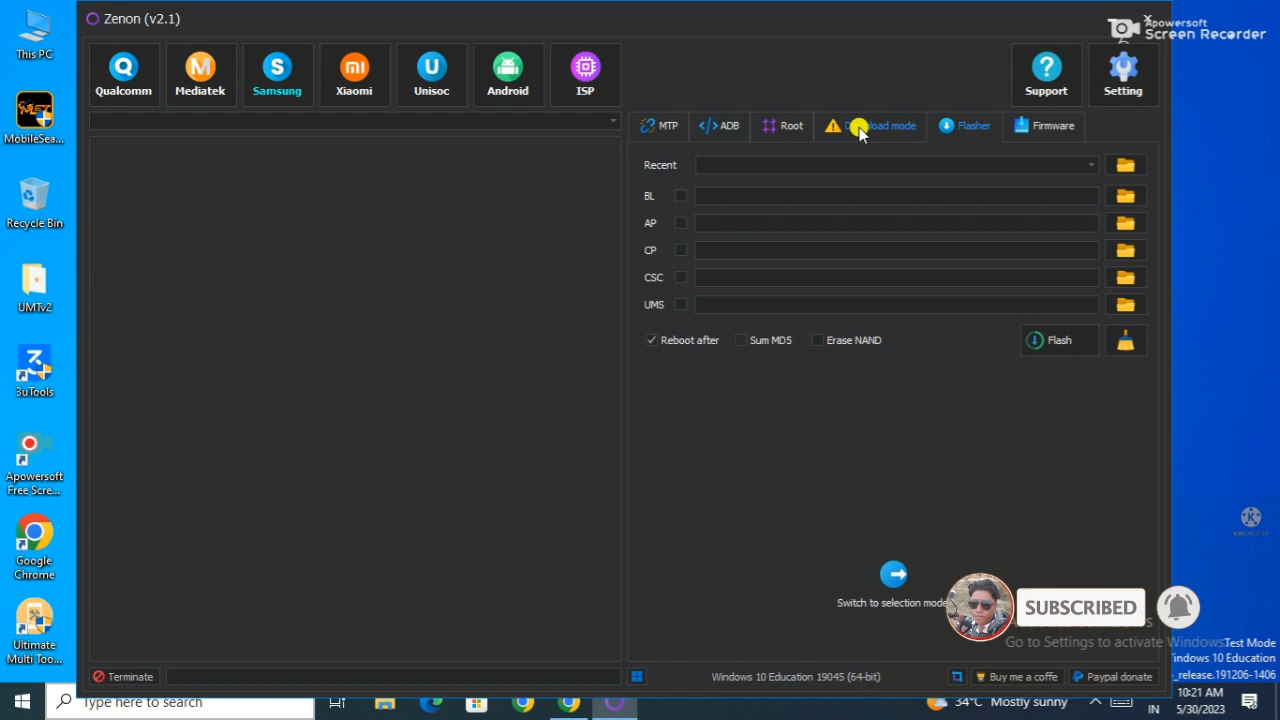 This PC
MobileSea...
Recycle Bin
UMTv2
3uTools
Apowersoft
Free Scre...
Google
Chrome
Ultimate
Multi Too...
Zenon (v2.1)
Apowersoft
Screen Recorder
Qualcomm
Mediatek
Samsung
Xiaomi
Unisoc
Android
ISP
Support
Setting
MTP
ADB
Root
load mode
Flasher
Firmware
Recent
BL
AP
CP
CSC
UMS
Reboot after
Sum MD5
Erase NAND
Flash
Switch to selection mode
SUBSCRIBED
Go to Settings to activate Windows.
Test Mode
Windows 10 Education
_release.191206-1406
Terminate
Windows 10 Education 19045 (64-bit)
Buy me a coffe
Paypal donate
Type here to search
34°C Mostly sunny
IN
10:21 AM
5/30/2023